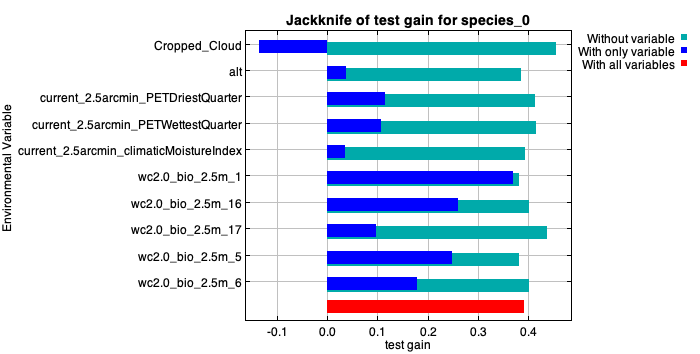 Jackknife of test gain for species_0
Without variable
With only variable
With all variables
Environmental Variable
Cropped_Cloud
alt
current_2.5arcmin_PETDriestQuarter
current_2.5arcmin_PETWettestQuarter
current_2.5arcmin_climaticMoistureIndex
wc2.0_bio_2.5m_1
wc2.0_bio_2.5m_16
wc2.0_bio_2.5m_17
wc2.0_bio_2.5m_5
wc2.0_bio_2.5m_6
-0.1 0.0 0.1 0.2 0.3 0.4
test gain